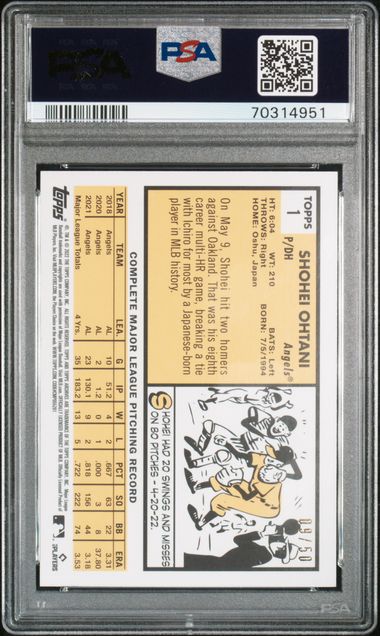 PSA
70314951
TOPPS
1
SHOHEI OHTANI
P/DH
Angels®
HT: 6:04 WT: 210 BATS: Left
THROWS: Right BORN: 7/5/1994
HOME: Oshu, Japan
On May 9, Shohei hit two homers
against Oakland. That was his eighth
career multi-HR game, breaking a tie
with Ichiro for most by a Japanese-born
player in MLB history.
09/50
SHOHEI HAD 20 SWINGS AND MISSES
ON 80 PITCHES – 4-20-22.
COMPLETE MAJOR LEAGUE PITCHING RECORD
YEAR TEAM LEA. G IP W L PCT SO BB ERA
2018 Angels AL 10 51.2 4 2 .667 63 22 3.31
2020 Angels AL 2 1.2 0 1 .000 3 8 37.80
2021 Angels AL 23 130.1 9 2 .818 156 44 3.18
Major League Totals 4 Yrs. 35 183.2 13 5 .722 222 74 3.53
Topps
PSA